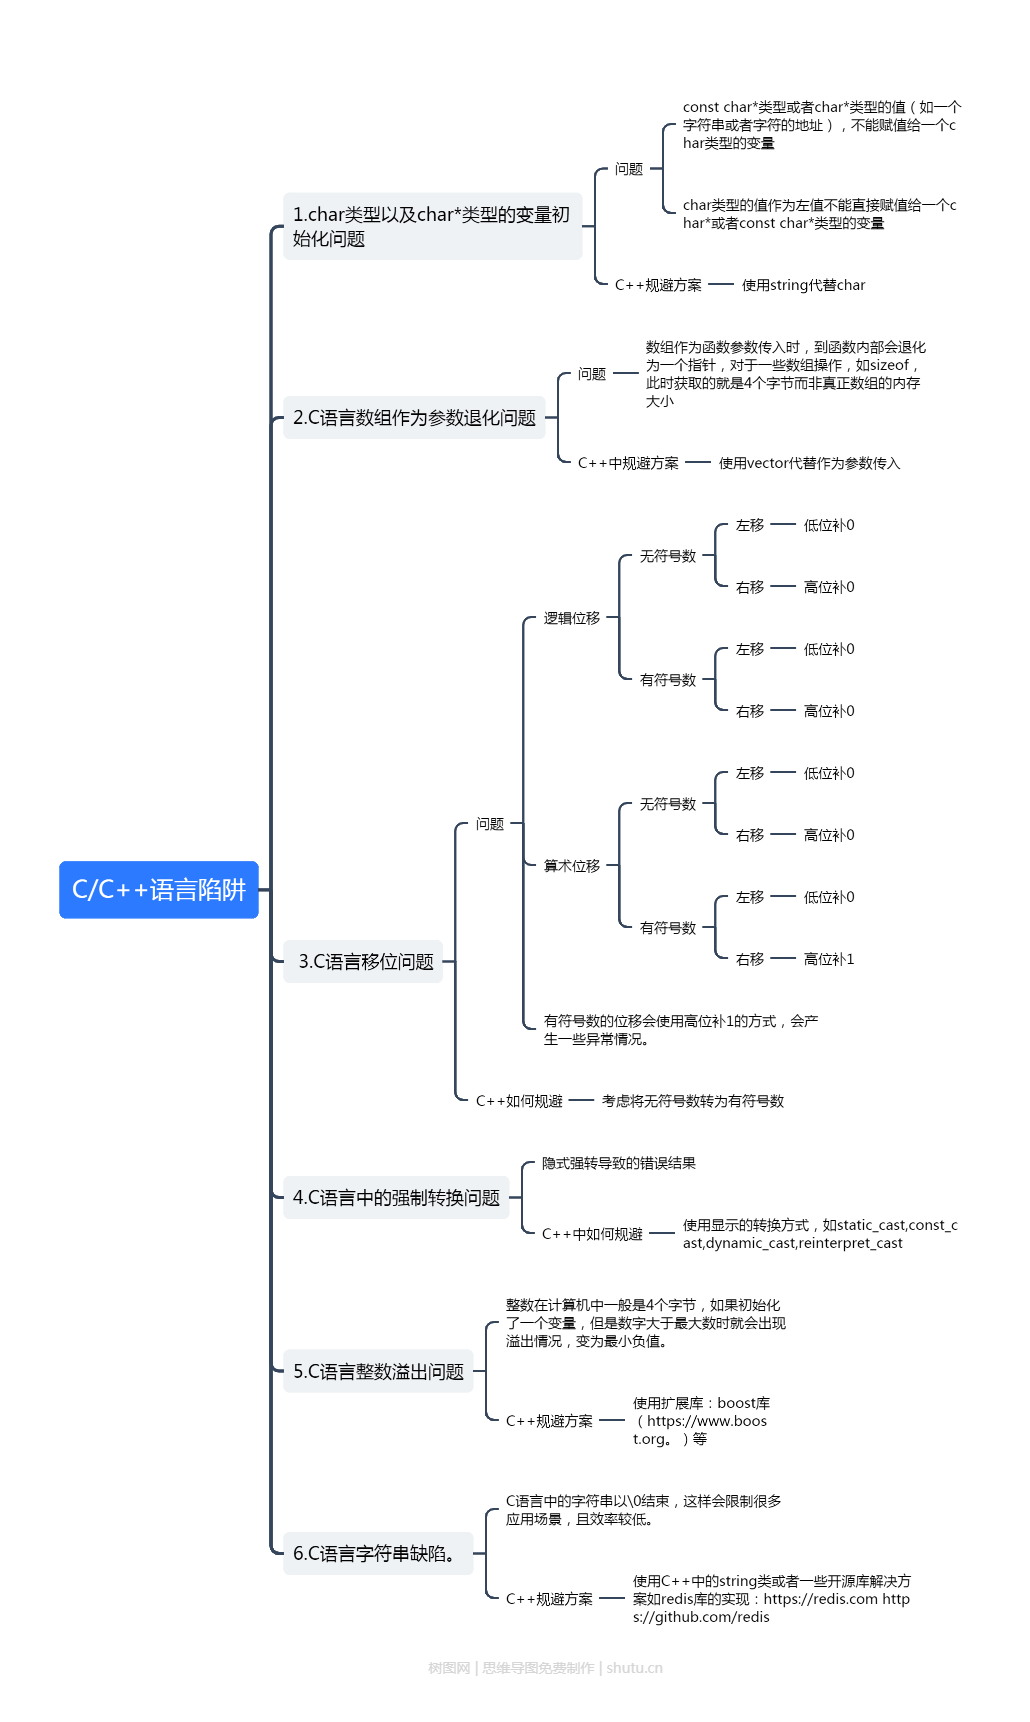 C/C++语言陷阱
1.char类型以及char*类型的变量初
始化问题
问题
const char*类型或者char*类型的值（如一个
字符串或者字符的地址），不能赋值给一个c
har类型的变量
char类型的值作为左值不能直接赋值给一个c
har*或者const char*类型的变量
C++规避方案
使用string代替char
2.C语言数组作为参数退化问题
问题
数组作为函数参数传入时，到函数内部会退化
为一个指针，对于一些数组操作，如sizeof，
此时获取的就是4个字节而非真正数组的内存
大小
C++中规避方案
使用vector代替作为参数传入
3.C语言移位问题
问题
逻辑位移
无符号数
左移
低位补0
右移
高位补0
有符号数
左移
低位补0
右移
高位补0
算术位移
无符号数
左移
低位补0
右移
高位补0
有符号数
左移
低位补0
右移
高位补1
有符号数的位移会使用高位补1的方式，会产
生一些异常情况。
C++如何规避
考虑将无符号数转为有符号数
4.C语言中的强制转换问题
隐式强转导致的错误结果
C++中如何规避
使用显示的转换方式，如static_cast,const_c
ast,dynamic_cast,reinterpret_cast
5.C语言整数溢出问题
整数在计算机中一般是4个字节，如果初始化
了一个变量，但是数字大于最大数时就会出现
溢出情况，变为最小负值。
C++规避方案
使用扩展库：boost库
（https://www.boos
t.org。）等
6.C语言字符串缺陷。
C语言中的字符串以\0结束，这样会限制很多
应用场景，且效率较低。
C++规避方案
使用C++中的string类或者一些开源库解决方
案如redis库的实现：https://redis.com http
s://github.com/redis
树图网 | 思维导图免费制作 | shutu.cn